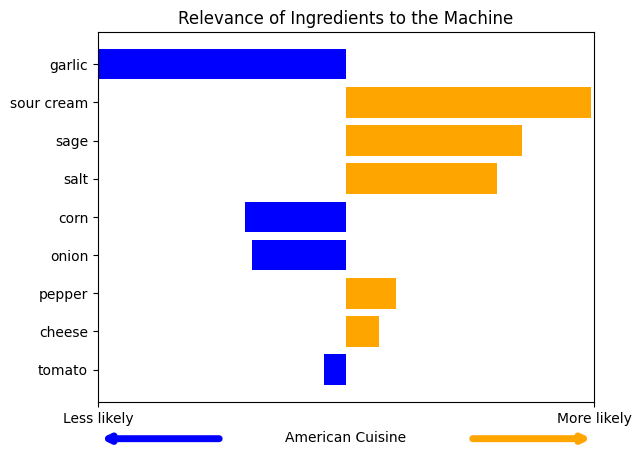 Relevance of Ingredients to the Machine
garlic
sour cream
sage
salt
corn
onion
pepper
cheese
tomato
Less likely
More likely
American Cuisine